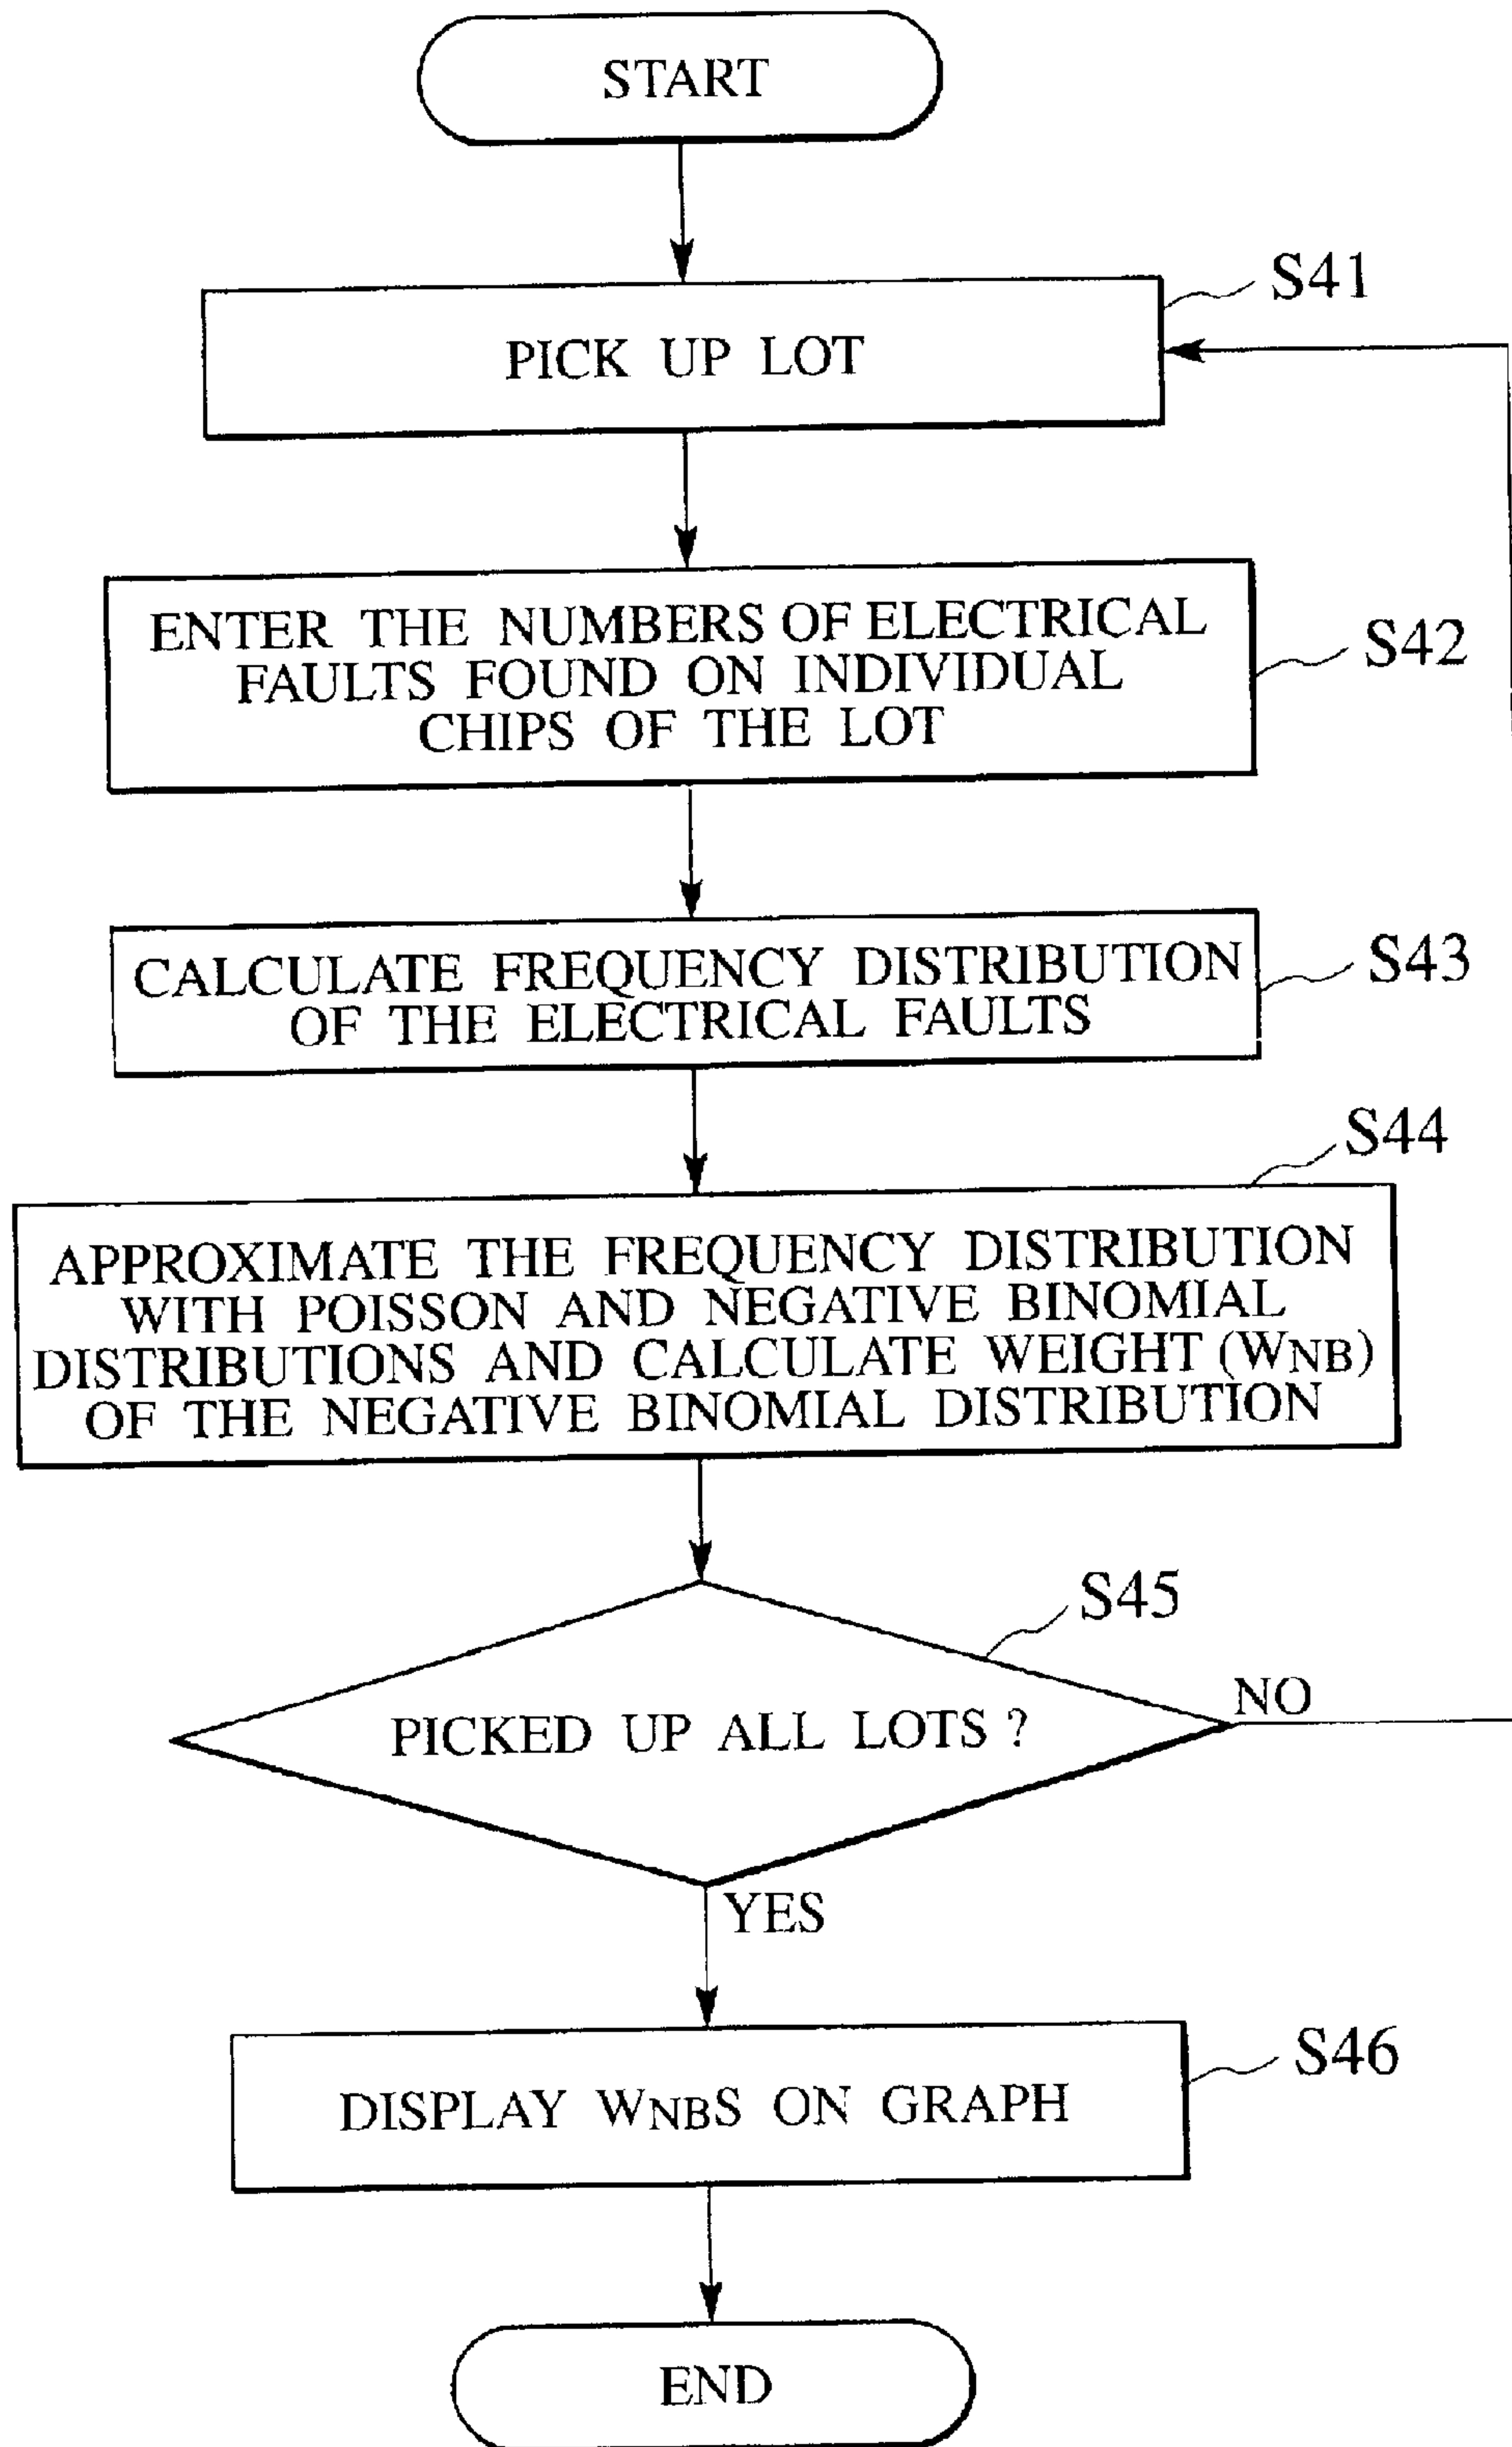 START
S41
PICK UP LOT
ENTER THE NUMBERS OF ELECTRICAL
FAULTS FOUND ON INDIVIDUAL
CHIPS OF THE LOT
S42
CALCULATE FREQUENCY DISTRIBUTION
OF THE ELECTRICAL FAULTS
S43
S44
APPROXIMATE THE FREQUENCY DISTRIBUTION
WITH POISSON AND NEGATIVE BINOMIAL
DISTRIBUTIONS AND CALCULATE WEIGHT (WNB)
OF THE NEGATIVE BINOMIAL DISTRIBUTION
S45
PICKED UP ALL LOTS ?
NO
YES
S46
DISPLAY WNBS ON GRAPH
END